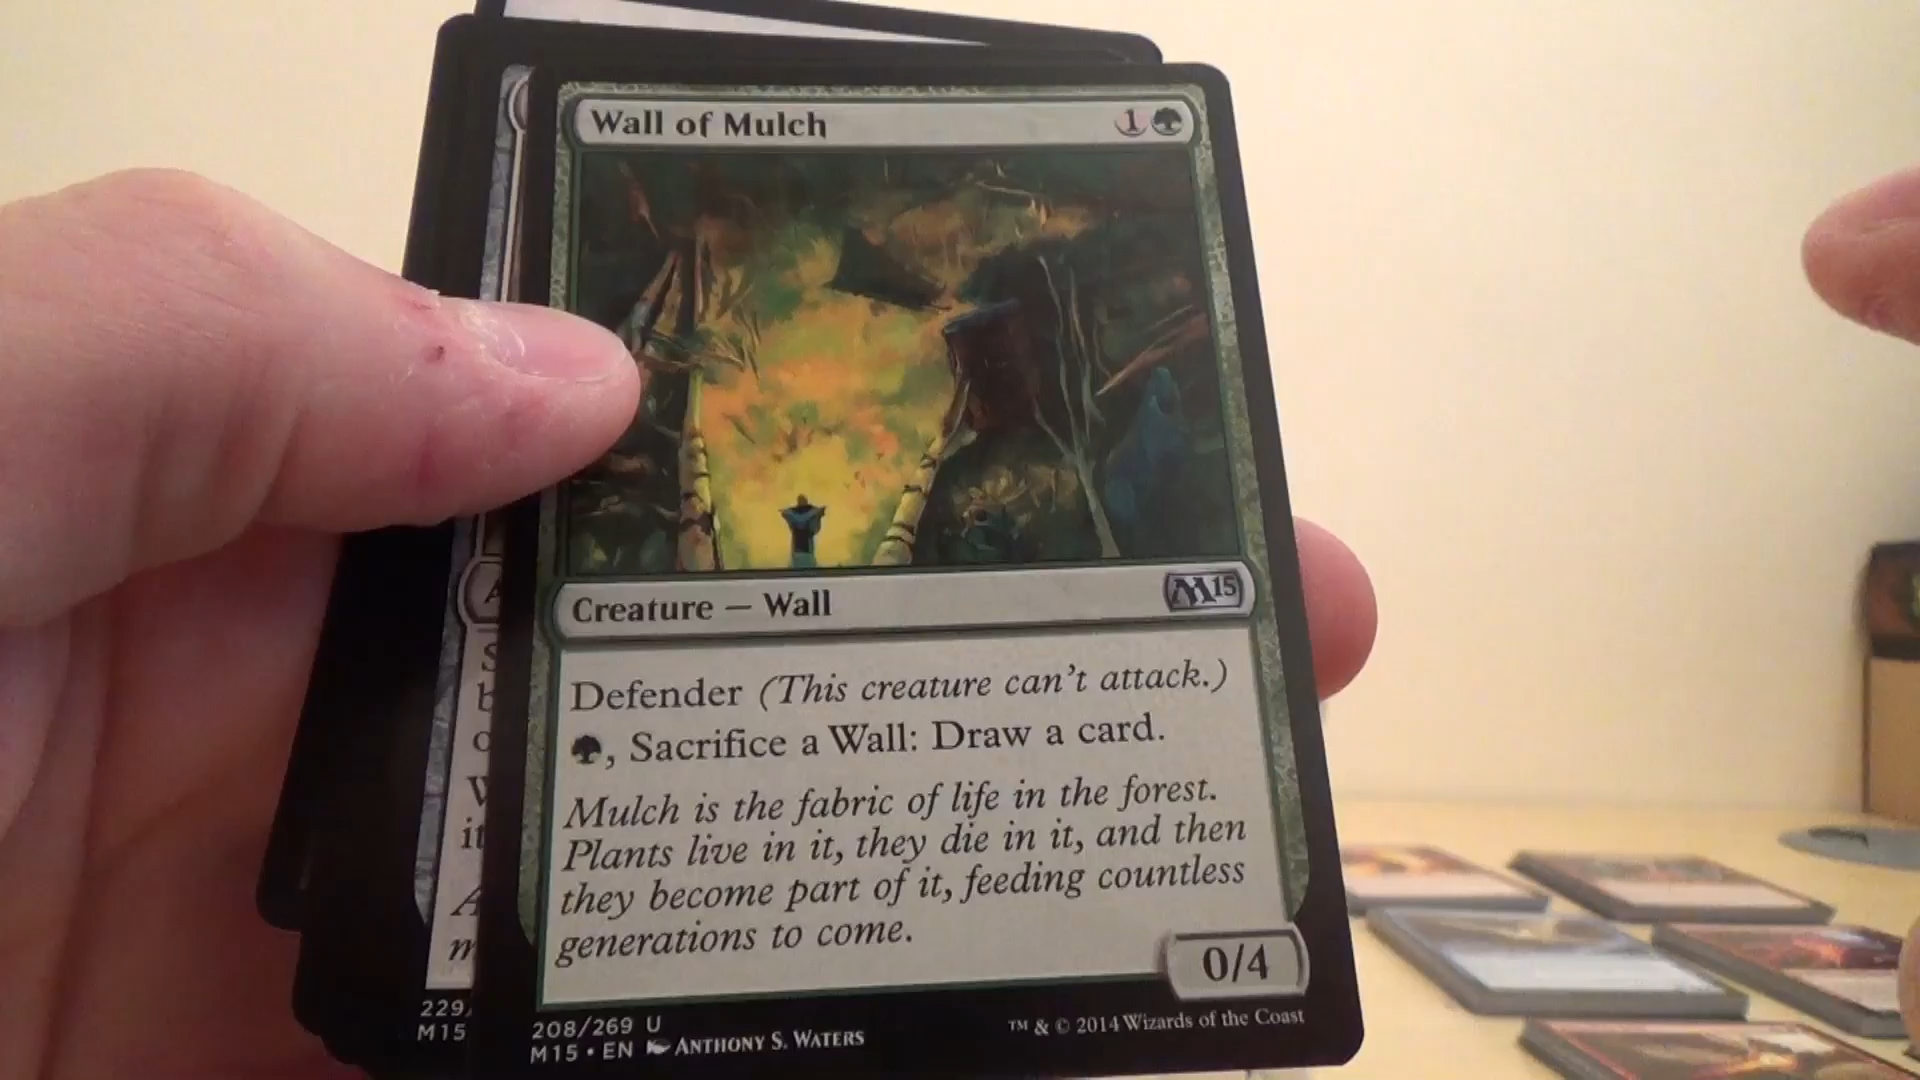 Wall of Mulch 1
Creature — Wall M15
Defender (This creature can't attack.)
, Sacrifice a Wall: Draw a card.
Mulch is the fabric of life in the forest.
Plants live in it, they die in it, and then
they become part of it, feeding countless
generations to come.
0/4
208/269 U
M15 • EN ANTHONY S. WATERS
™ & © 2014 Wizards of the Coast
229/
M15